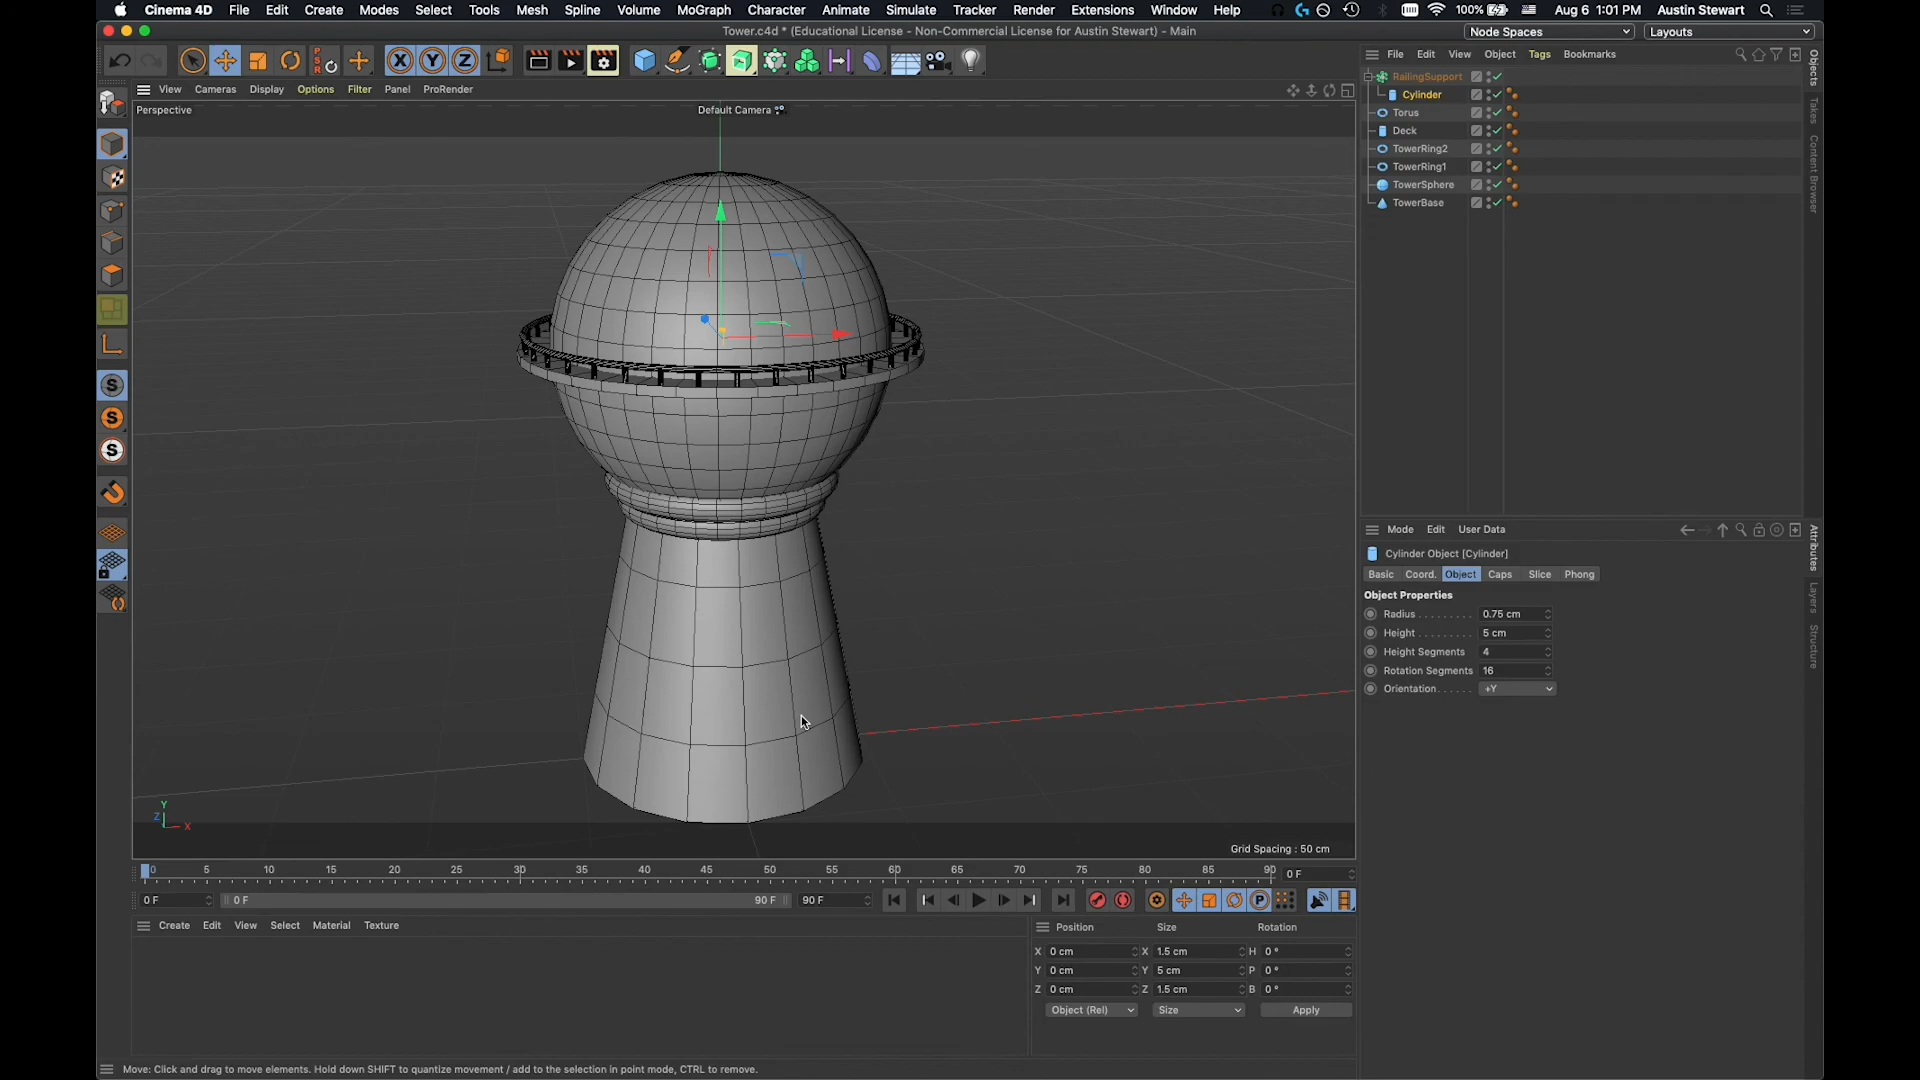 Cinema 4D File Edit Create Modes Select Tools Mesh Spline Volume MoGraph Character Animate Simulate Tracker Render Extensions Window Help 100% Aug 6 1:01 PM Austin Stewart
Tower.c4d * (Educational License - Non-Commercial License for Austin Stewart) - Main
Node Spaces Layouts
PSR X Y Z
File Edit View Object Tags Bookmarks
View Cameras Display Options Filter Panel ProRender
Perspective
Default Camera
RailingSupport
Cylinder
Torus
Deck
TowerRing2
TowerRing1
TowerSphere
TowerBase
Objects
Takes
Content Browser
S
S
S
Mode Edit User Data
Cylinder Object [Cylinder]
Basic Coord. Object Caps Slice Phong
Object Properties
Radius . . . . . . . . . 0.75 cm
Height . . . . . . . . . 5 cm
Height Segments 4
Rotation Segments 16
Orientation. . . . . . +Y
Attributes
Layers
Structure
Y
Z
X
Grid Spacing : 50 cm
0 5 10 15 20 25 30 35 40 45 50 55 60 65 70 75 80 85 90 0 F
0 F 0 F 90 F 90 F P
Create Edit View Select Material Texture
Position Size Rotation
X 0 cm X 1.5 cm H 0 °
Y 0 cm Y 5 cm P 0 °
Z 0 cm Z 1.5 cm B 0 °
Object (Rel) Size Apply
Move: Click and drag to move elements. Hold down SHIFT to quantize movement / add to the selection in point mode, CTRL to remove.